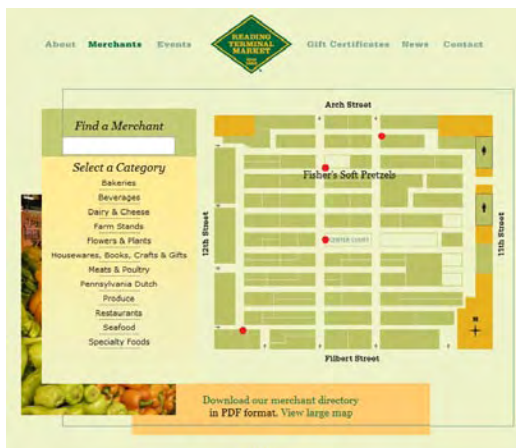 About Merchants Events
READING
TERMINAL
MARKET
Gift Certificates News Contact
Find a Merchant
Select a Category
Bakeries
Beverages
Dairy & Cheese
Farm Stands
Flowers & Plants
Housewares, Books, Crafts & Gifts
Meats & Poultry
Pennsylvania Dutch
Produce
Restaurants
Seafood
Specialty Foods
Arch Street
Fisher's Soft Pretzels
12th Street
CENTER COURT
11th Street
N
Filbert Street
Download our merchant directory
in PDF format. View large map